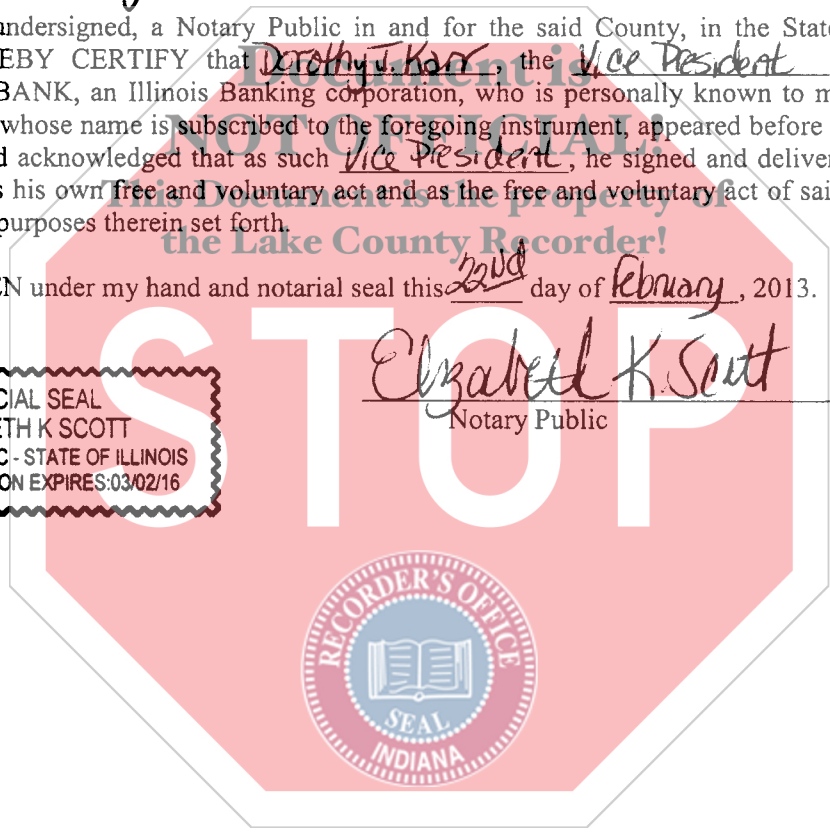 undersigned, a Notary Public in and for the said County, in the State
EBY CERTIFY that Dorothy J. Karr, the Vice President
BANK, an Illinois Banking corporation, who is personally known to m
whose name is subscribed to the foregoing instrument, appeared before
d acknowledged that as such Vice President, he signed and deliver
s his own free and voluntary act and as the free and voluntary act of sai
purposes therein set forth.
Document is
NOT OFFICIAL!
This Document is the property of
the Lake County Recorder!
EN under my hand and notarial seal this 22nd day of February, 2013.
STOP
Elizabeth K Scott
Notary Public
CIAL SEAL
ETH K SCOTT
C - STATE OF ILLINOIS
ON EXPIRES:03/02/16
RECORDER'S OFFICE
SEAL
INDIANA